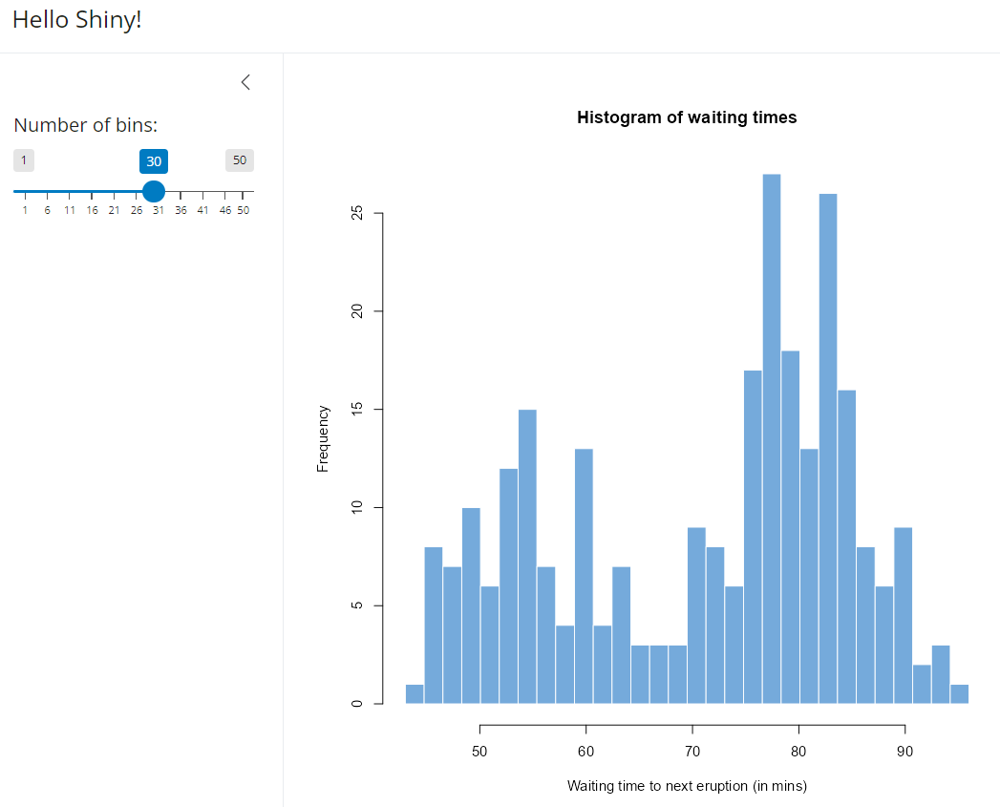 Hello Shiny!
Number of bins:
1 30 50
1 6 11 16 21 26 31 36 41 46 50
Histogram of waiting times
Frequency
25
20
15
10
5
0
50 60 70 80 90
Waiting time to next eruption (in mins)